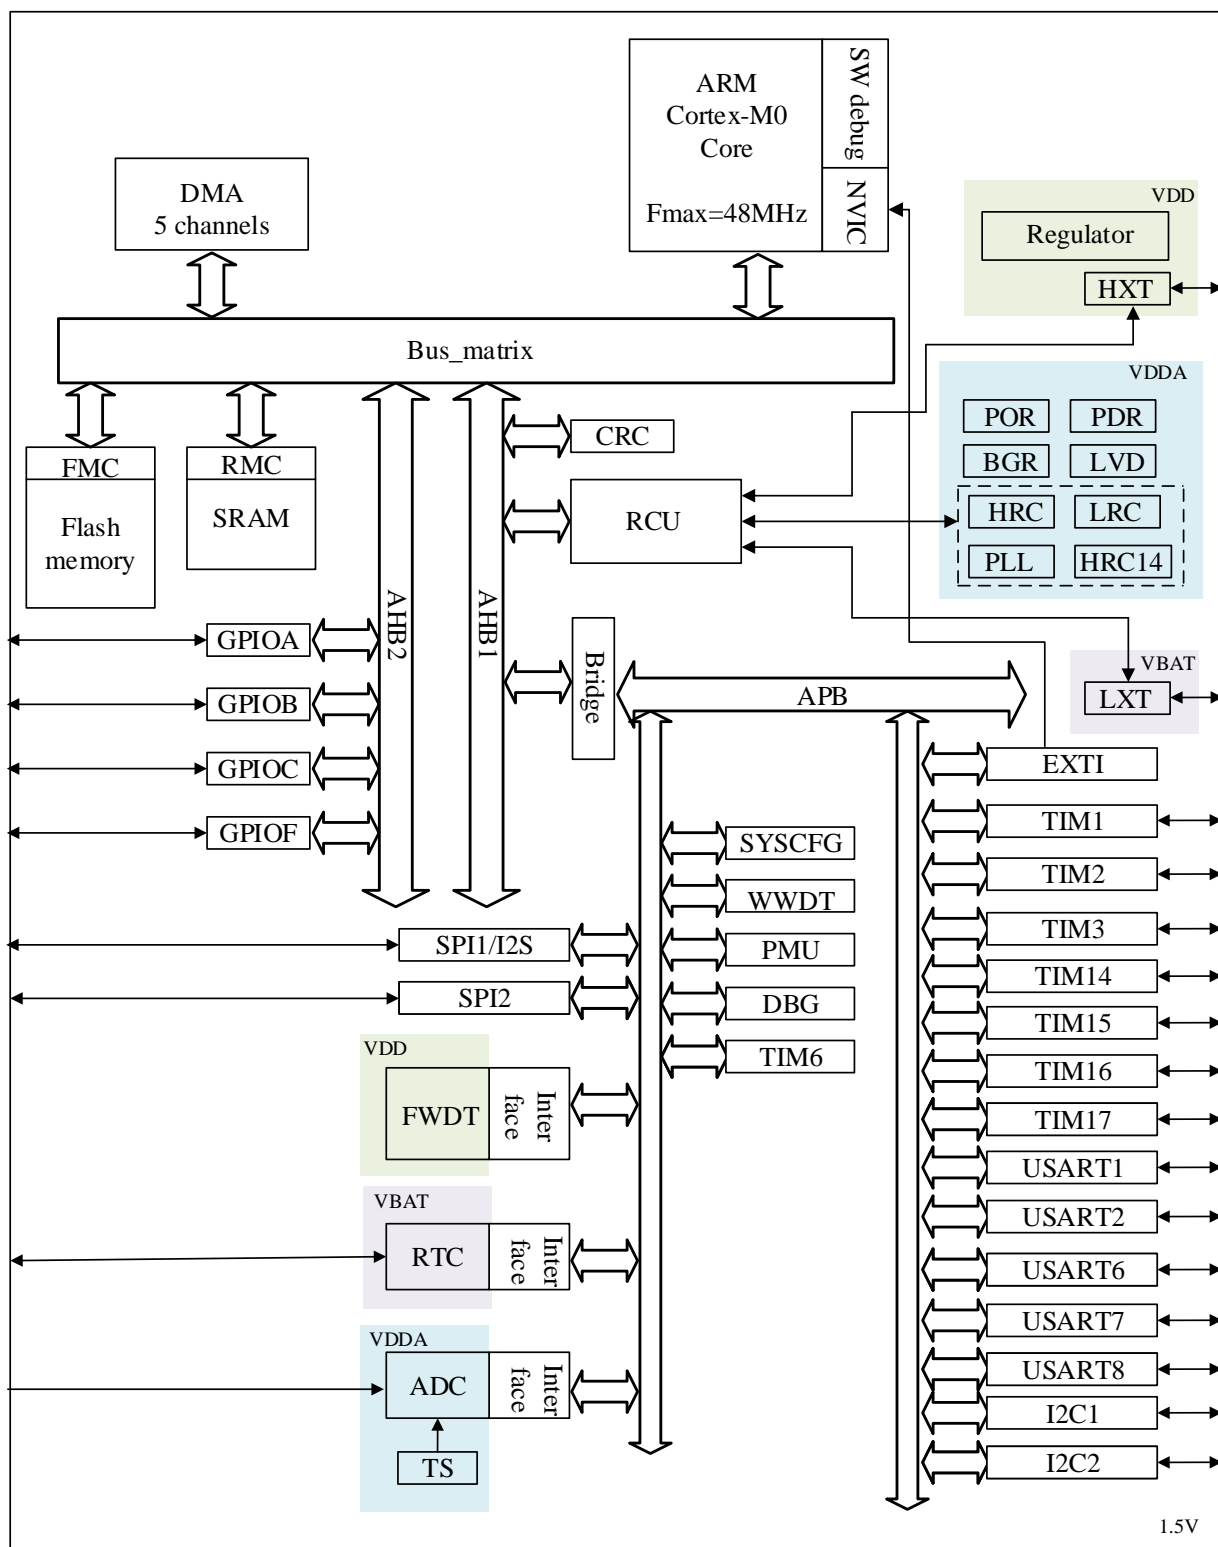 ARM
Cortex-M0
Core
Fmax=48MHz
SW debug
NVIC
DMA
5 channels
VDD
Regulator
HXT
Bus_matrix
VDDA
POR
PDR
BGR
LVD
HRC
LRC
PLL
HRC14
CRC
FMC
Flash
memory
RMC
SRAM
RCU
AHB2
AHB1
GPIOA
GPIOB
GPIOC
GPIOF
Bridge
APB
VBAT
LXT
EXTI
TIM1
TIM2
TIM3
TIM14
TIM15
TIM16
TIM17
USART1
USART2
USART6
USART7
USART8
I2C1
I2C2
SYSCFG
WWDT
PMU
DBG
TIM6
SPI1/I2S
SPI2
VDD
FWDT
Inter
face
VBAT
RTC
Inter
face
VDDA
ADC
Inter
face
TS
1.5V